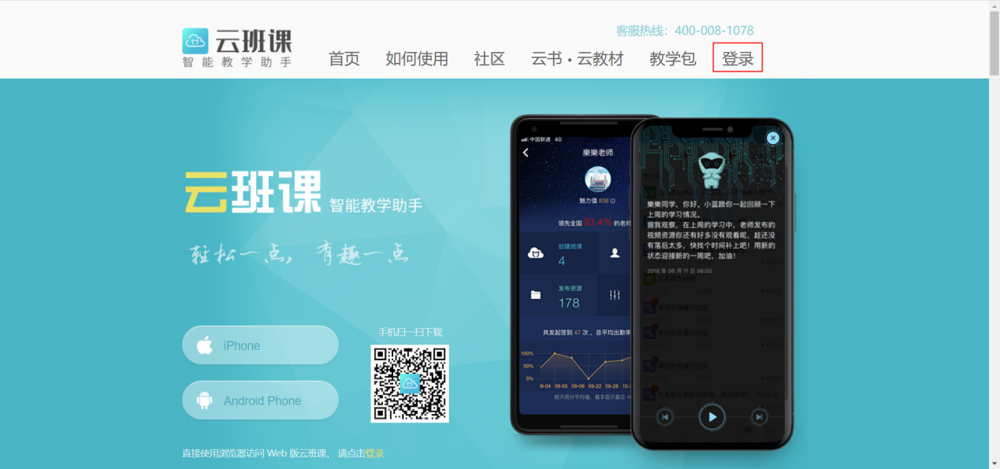 客服热线：400-008-1078
云班课
智能教学助手
首页 如何使用 社区 云书·云教材 教学包 登录
云班课 智能教学助手
轻松一点，有趣一点
iPhone
Android Phone
手机扫一扫下载
直接使用浏览器访问 Web 版云班课， 请点击登录
中国联通 4G
樂樂老师
魅力值 838
领先全国 93.4% 的老师
创建班课
4
发布资源
178
共发起签到 47 次，总平均出勤率
100%
50%
0%
9-04 09-05 09-06 09-22 09-28 10-
按天统计平均值，最多显示最近 10
樂樂同学，你好。小蓝跟你一起回顾一下
上周的学习情况。
据我观察，在上周的学习中，老师发布的
视频资源你还有好多没有观看呢，趁还没
有落后太多，快找个时间补上吧！用新的
状态迎接新的一周吧，加油！
2018 年 06 月 11 日 06:00